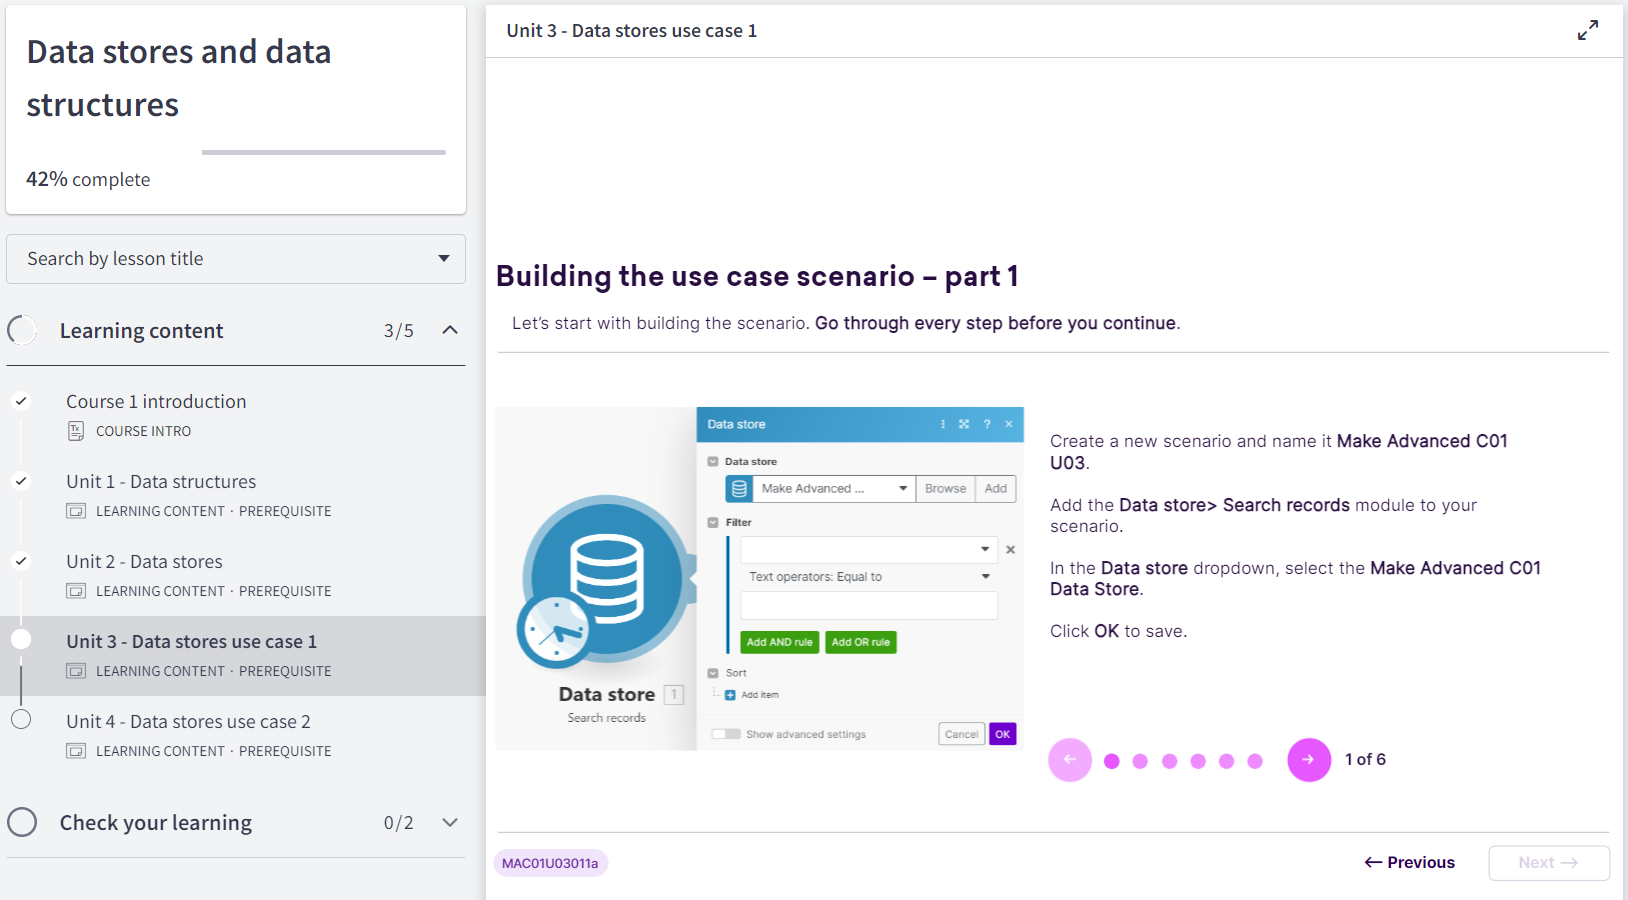 Data stores and data
structures
42% complete
Search by lesson title
Learning content 3/5
Course 1 introduction
Tx COURSE INTRO
Unit 1 - Data structures
LEARNING CONTENT · PREREQUISITE
Unit 2 - Data stores
LEARNING CONTENT · PREREQUISITE
Unit 3 - Data stores use case 1
LEARNING CONTENT · PREREQUISITE
Unit 4 - Data stores use case 2
LEARNING CONTENT · PREREQUISITE
Check your learning 0/2
Unit 3 - Data stores use case 1
Building the use case scenario – part 1
Let's start with building the scenario. Go through every step before you continue.
Data store ?
Data store
Make Advanced ... Browse Add
Filter
Text operators: Equal to
Add AND rule Add OR rule
Sort
Add item
Show advanced settings Cancel OK
Data store 1
Search records
Create a new scenario and name it Make Advanced C01
U03.
Add the Data store> Search records module to your
scenario.
In the Data store dropdown, select the Make Advanced C01
Data Store.
Click OK to save.
1 of 6
MAC01U03011a
← Previous
Next →